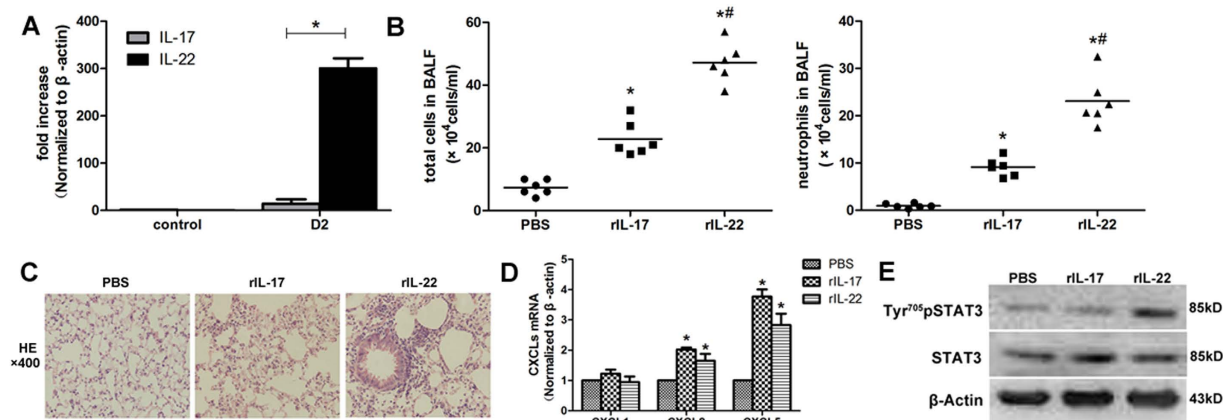 A
400
300
200
100
0
fold increase
(Normalized to β -actin)
IL-17
IL-22
*
control
D2
B
60
40
20
0
total cells in BALF
(× 10⁴cells/ml)
*
*#
PBS
rIL-17
rIL-22
40
30
20
10
0
neutrophils in BALF
( × 10⁴cells/ml)
*
*#
PBS
rIL-17
rIL-22
C
PBS
rIL-17
rIL-22
HE
×400
D
5
4
3
2
1
0
CXCLs mRNA
(Normalized to β -actin)
PBS
rIL-17
rIL-22
*
*
*
*
E
PBS
rIL-17
rIL-22
Tyr⁷⁰⁵pSTAT3
85kD
STAT3
85kD
β-Actin
43kD